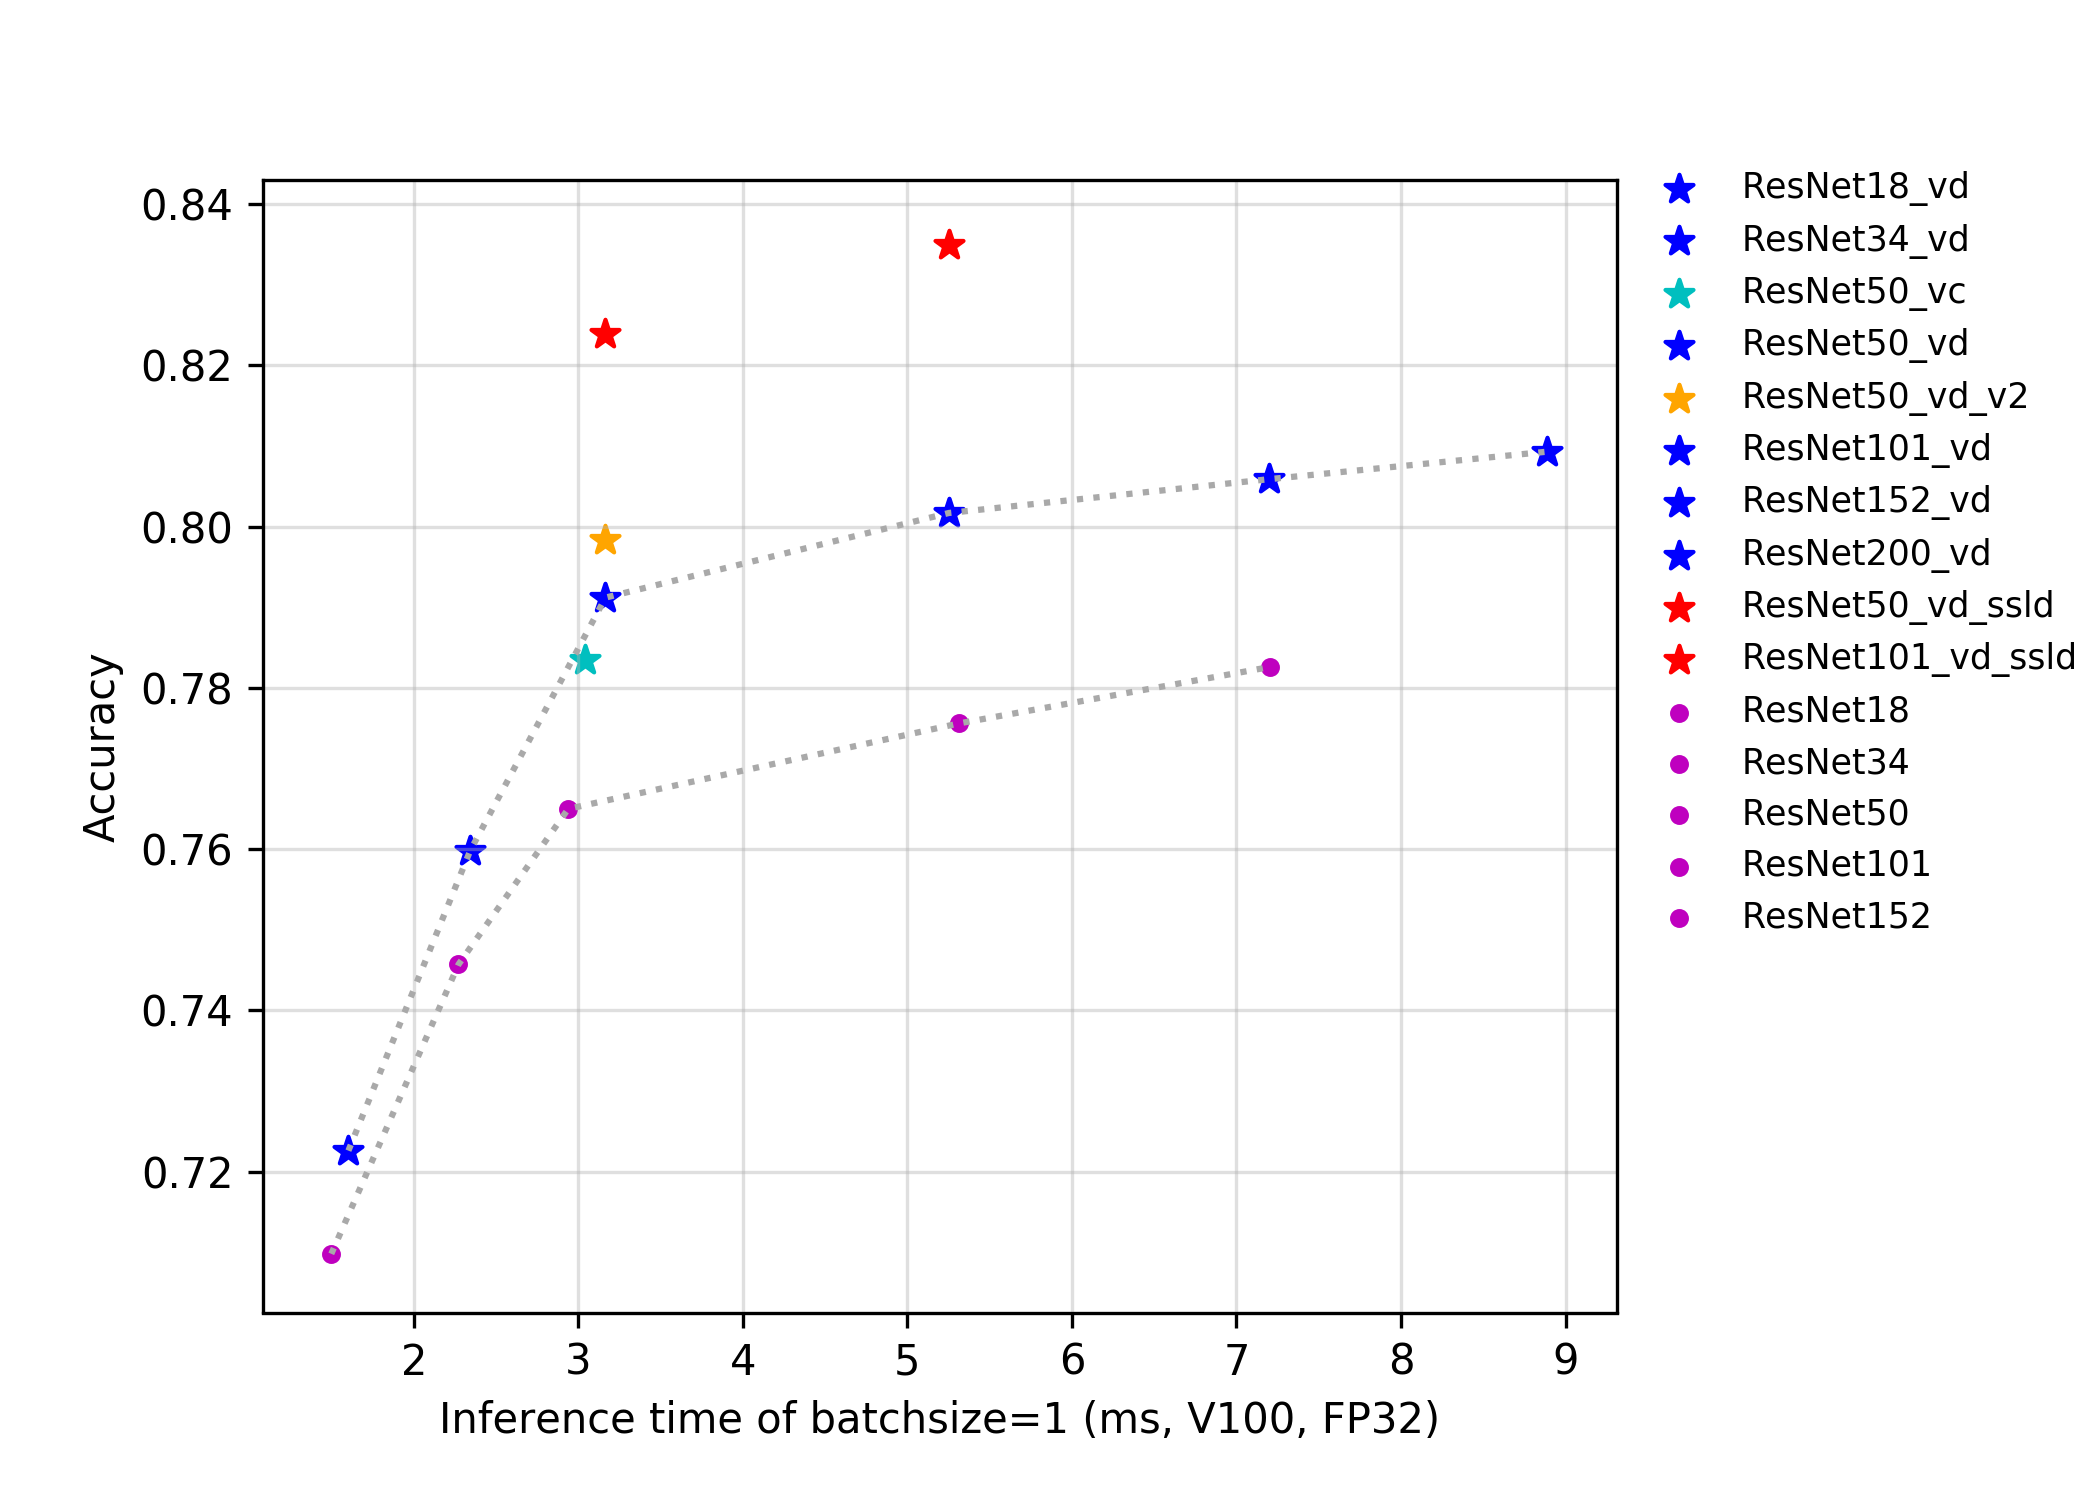 0.84
0.82
0.80
0.78
0.76
0.74
0.72
Accuracy
2 3 4 5 6 7 8 9
Inference time of batchsize=1 (ms, V100, FP32)
ResNet18_vd
ResNet34_vd
ResNet50_vc
ResNet50_vd
ResNet50_vd_v2
ResNet101_vd
ResNet152_vd
ResNet200_vd
ResNet50_vd_ssld
ResNet101_vd_ssld
ResNet18
ResNet34
ResNet50
ResNet101
ResNet152